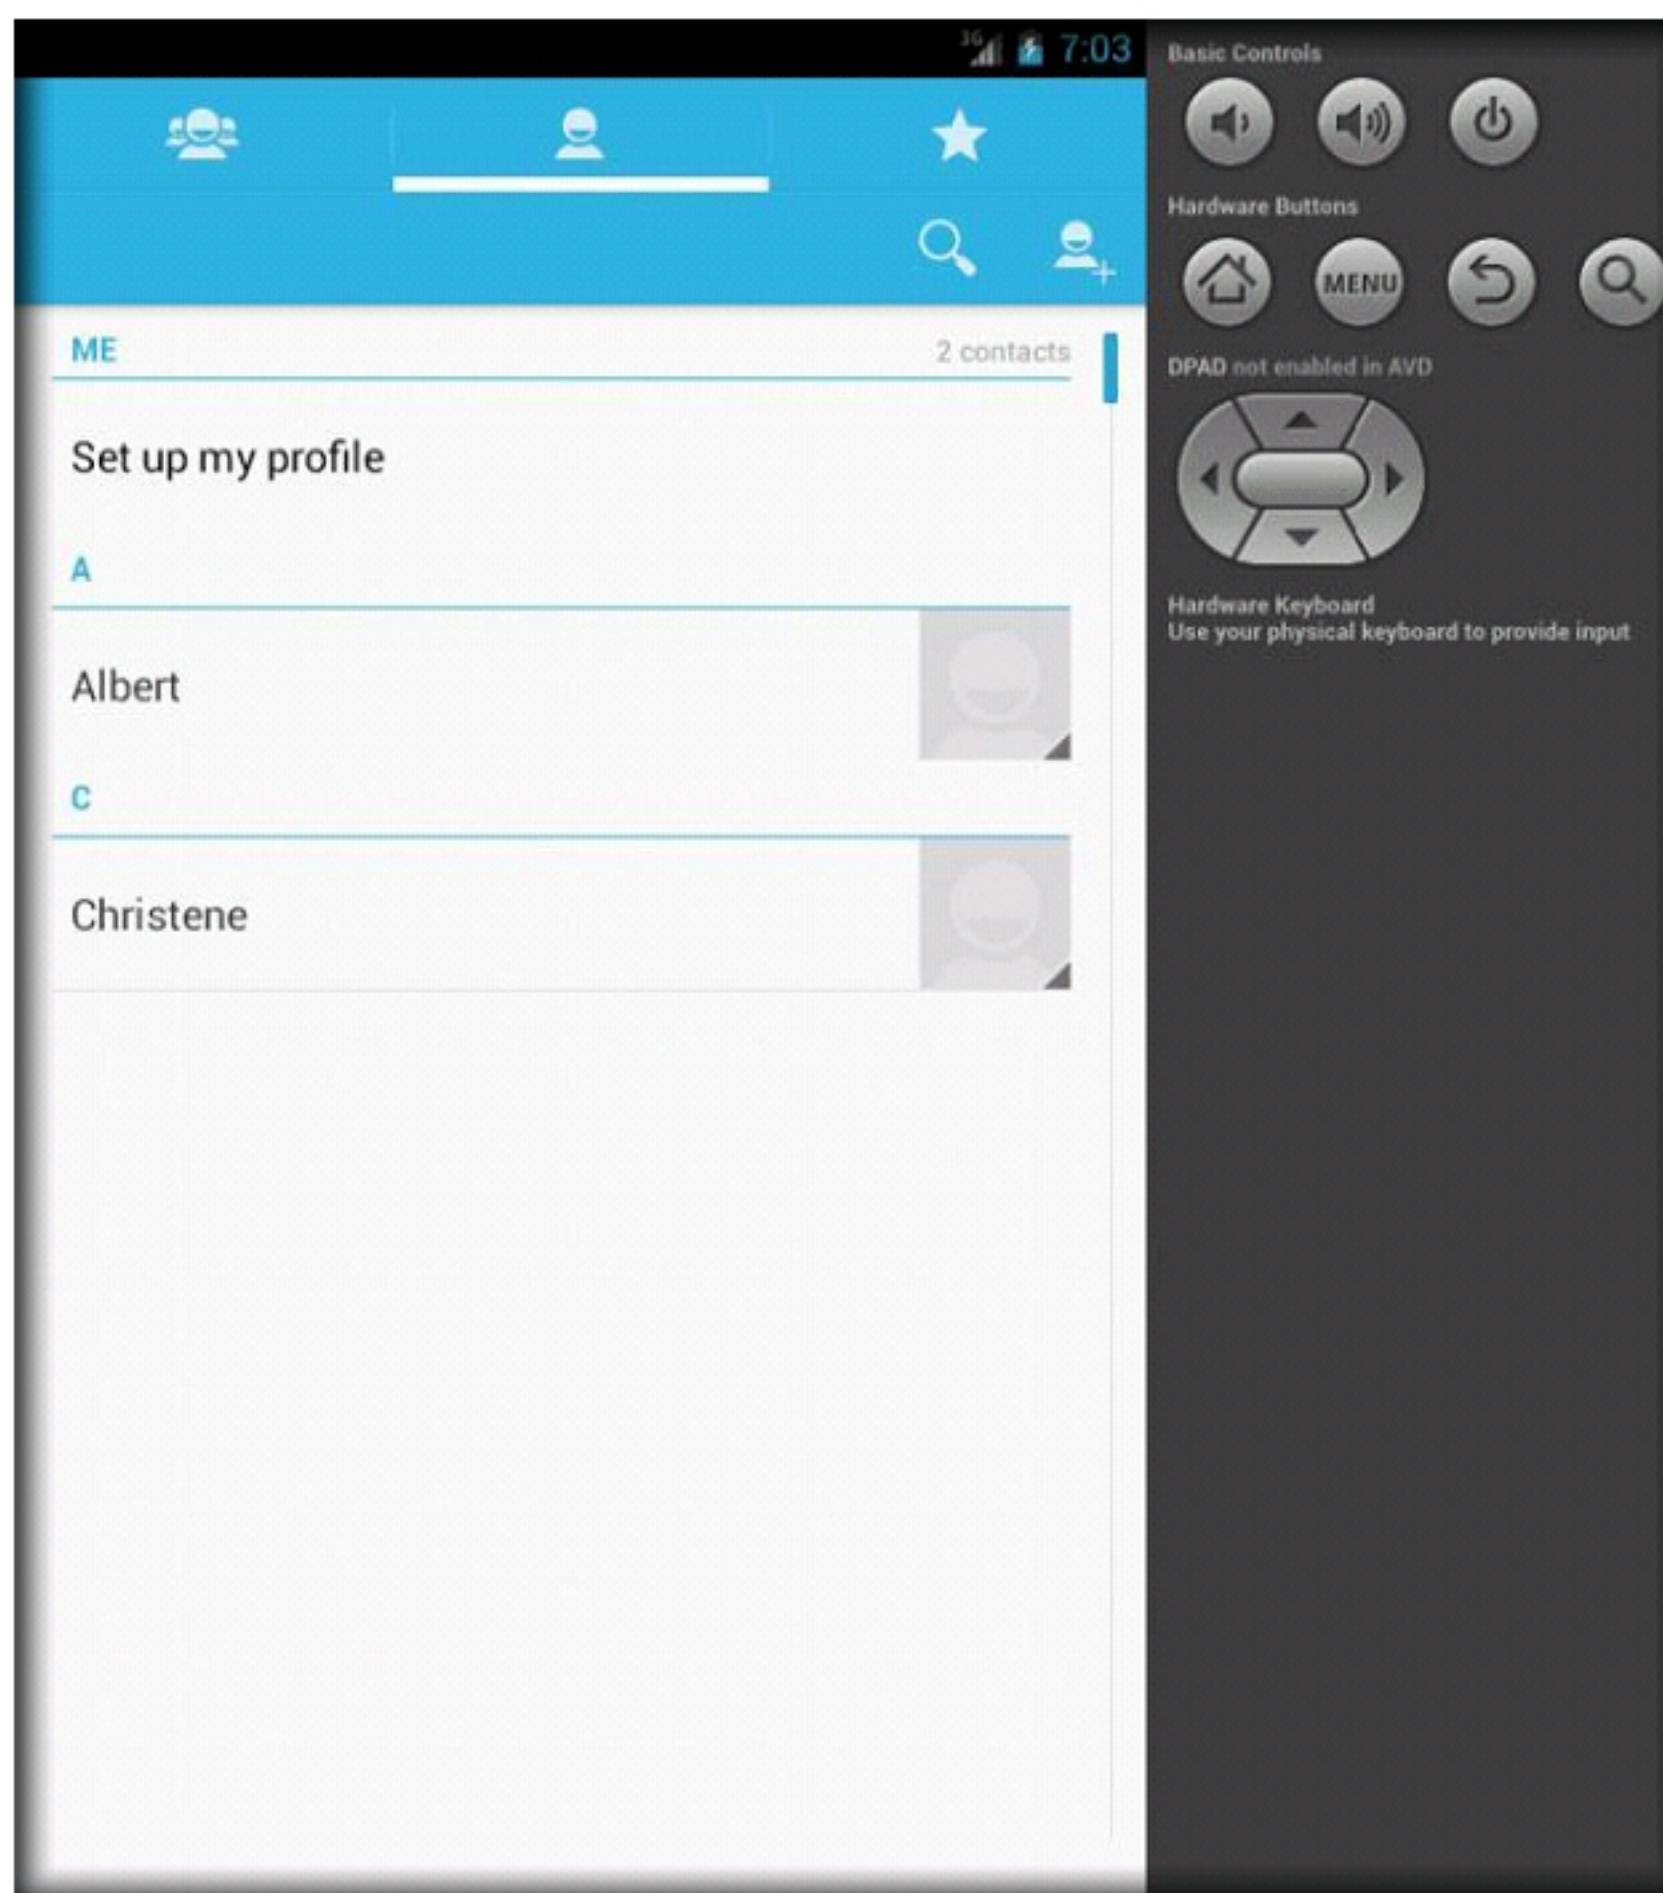 3G 7:03
ME 2 contacts
Set up my profile
A
Albert
C
Christene
Basic Controls
Hardware Buttons
MENU
DPAD not enabled in AVD
Hardware Keyboard
Use your physical keyboard to provide input